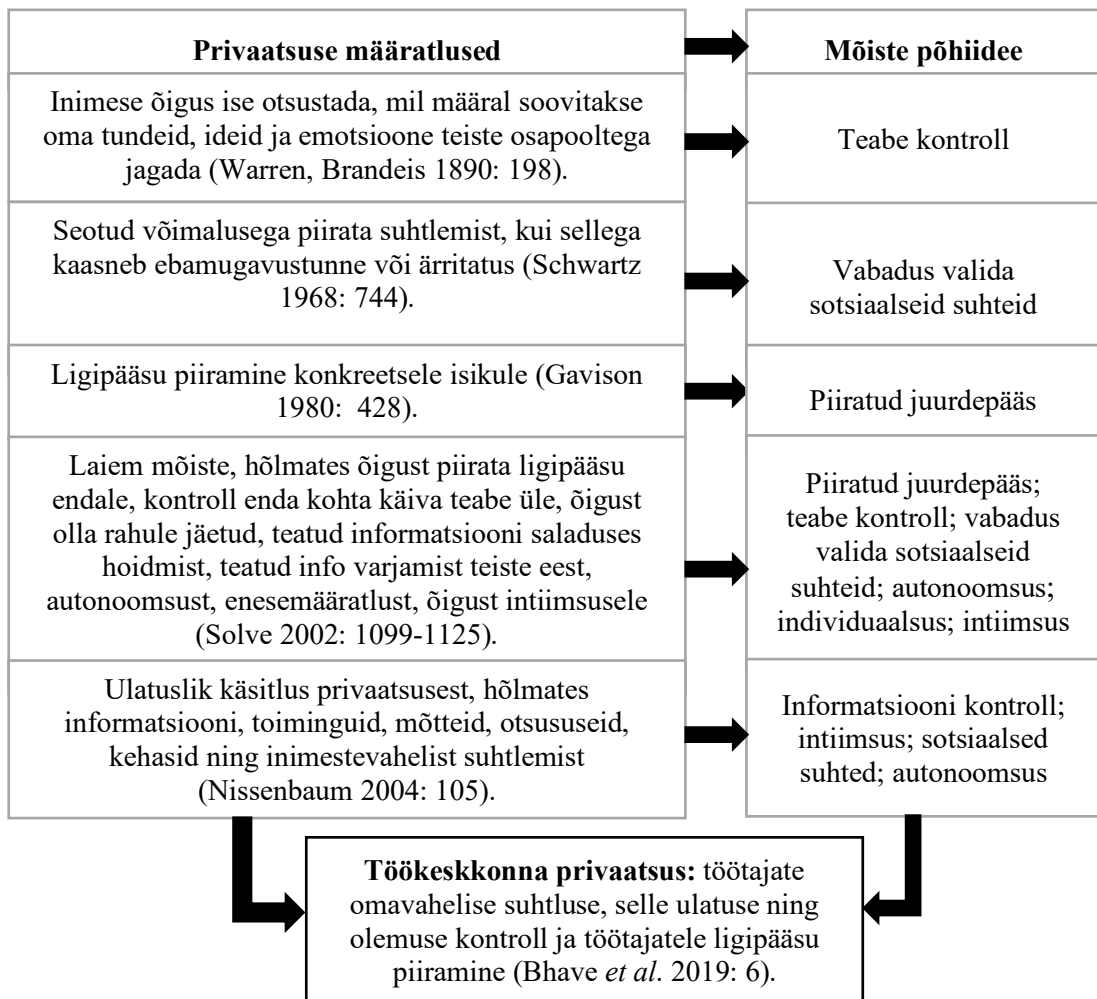 Privaatsuse määratlused
Mõiste põhiidee
Inimese õigus ise otsustada, mil määral soovitakse
oma tundeid, ideid ja emotsioone teiste osapooltega
jagada (Warren, Brandeis 1890: 198).
Teabe kontroll
Seotud võimalusega piirata suhtlemist, kui sellega
kaasneb ebamugavustunne või ärritatus (Schwartz
1968: 744).
Vabadus valida
sotsiaalseid suhteid
Ligipääsu piiramine konkreetsele isikule (Gavison
1980: 428).
Piiratud juurdepääs
Laiem mõiste, hõlmates õigust piirata ligipääsu
endale, kontroll enda kohta käiva teabe üle, õigust
olla rahule jäetud, teatud informatsiooni saladuses
hoidmist, teatud info varjamist teiste eest,
autonoomsust, enesemääratlust, õigust intiimsusele
(Solve 2002: 1099-1125).
Piiratud juurdepääs;
teabe kontroll; vabadus
valida sotsiaalseid
suhteid; autonoomsus;
individuaalsus; intiimsus
Ulatuslik käsitlus privaatsusest, hõlmates
informatsiooni, toiminguid, mõtteid, otsususeid,
kehasid ning inimestevahelist suhtlemist
(Nissenbaum 2004: 105).
Informatsiooni kontroll;
intiimsus; sotsiaalsed
suhted; autonoomsus
Töökeskkonna privaatsus: töötajate
omavahelise suhtluse, selle ulatuse ning
olemuse kontroll ja töötajatele ligipääsu
piiramine (Bhave et al. 2019: 6).